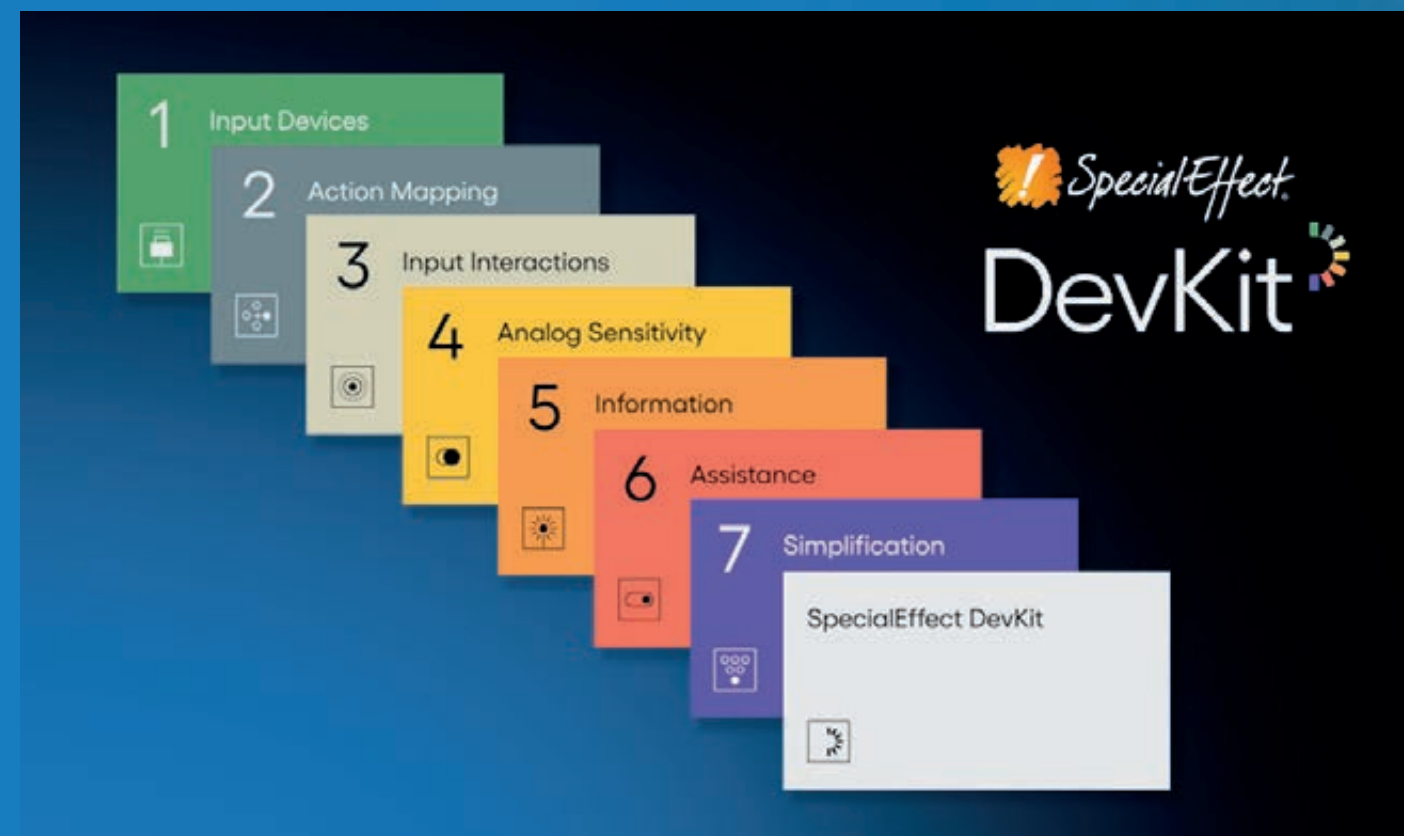 1 Input Devices
2 Action Mapping
3 Input Interactions
4 Analog Sensitivity
5 Information
6 Assistance
7 Simplification
SpecialEffect DevKit
! SpecialEffect
DevKit